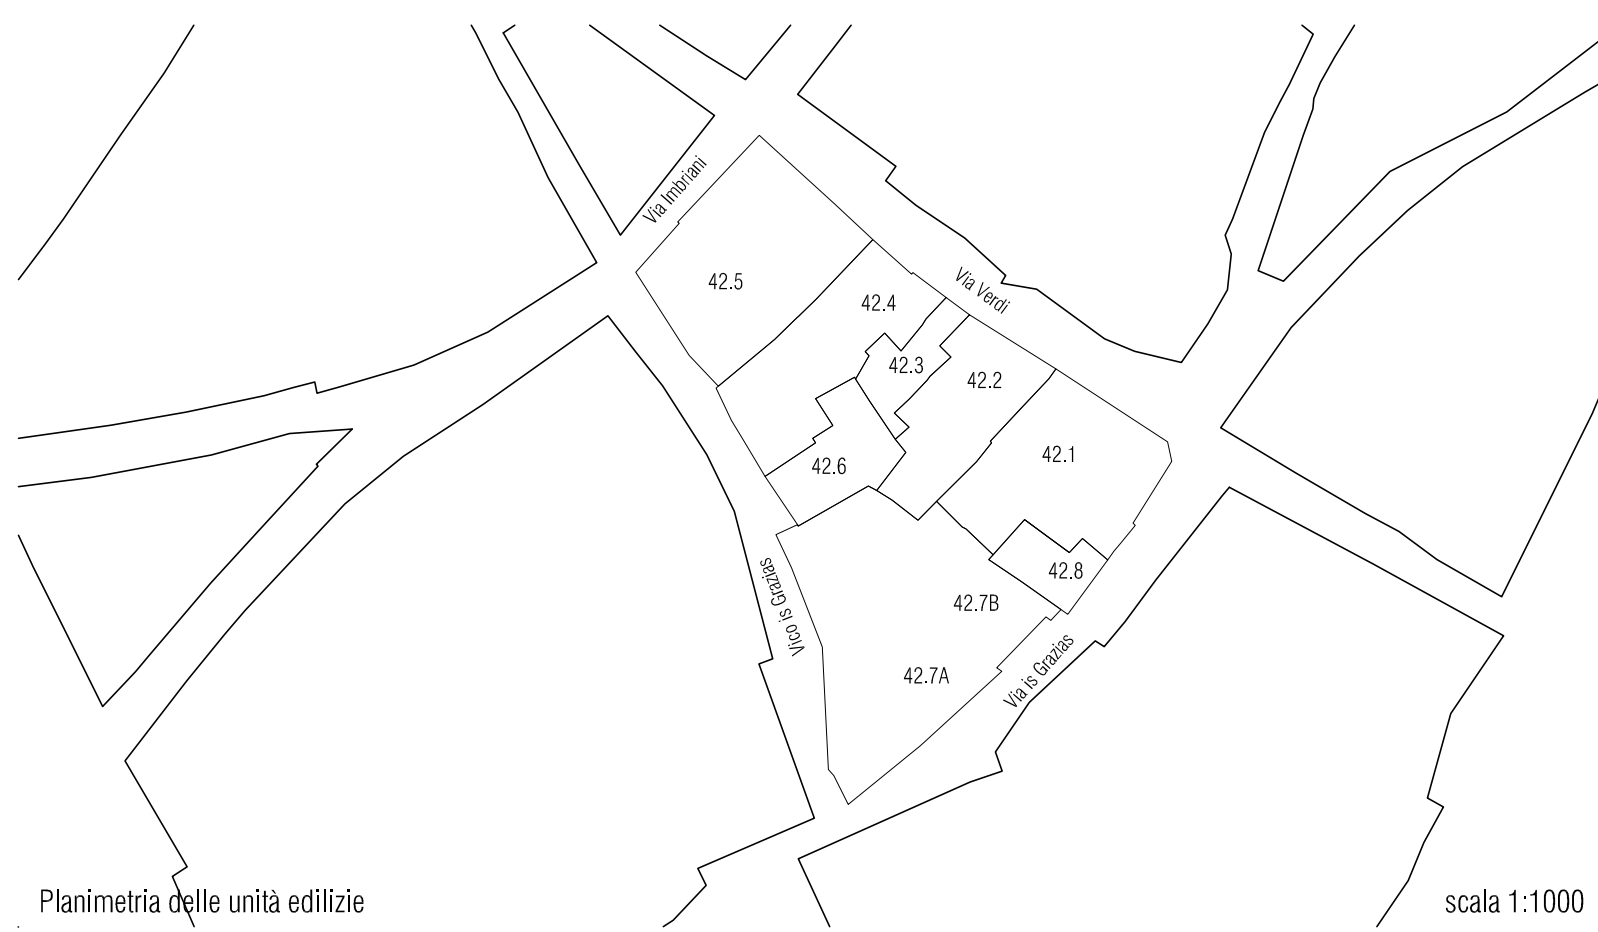 Via Imbriani
42.5
Via Verdi
42.4
42.3
42.2
42.1
42.6
42.8
Vico is Grazias
42.7B
42.7A
Via is Grazias
Planimetria delle unità edilizie
scala 1:1000